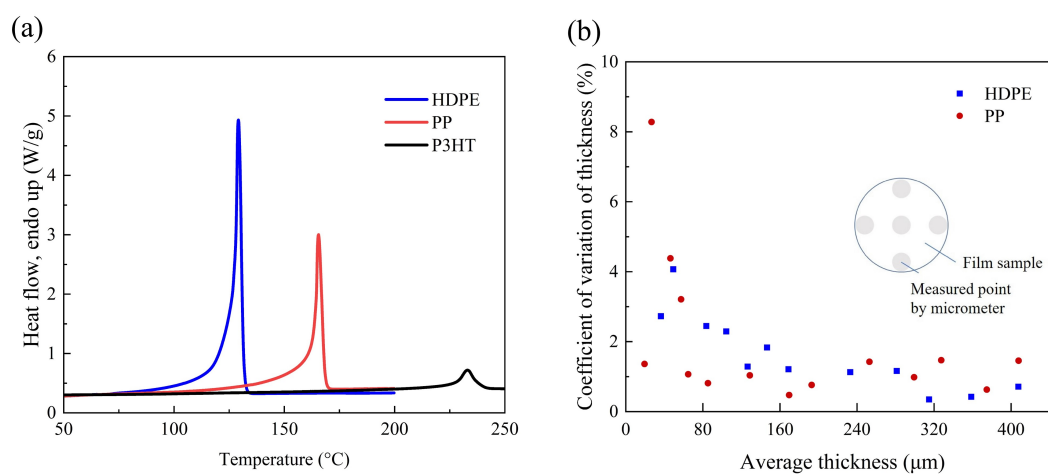 (a)
6
5
4
3
2
1
0
Heat flow, endo up (W/g)
HDPE
PP
P3HT
50
100
150
200
250
Temperature (°C)
(b)
10
8
6
4
2
0
Coefficient of variation of thickness (%)
HDPE
PP
Film sample
Measured point
by micrometer
0
80
160
240
320
400
Average thickness (μm)